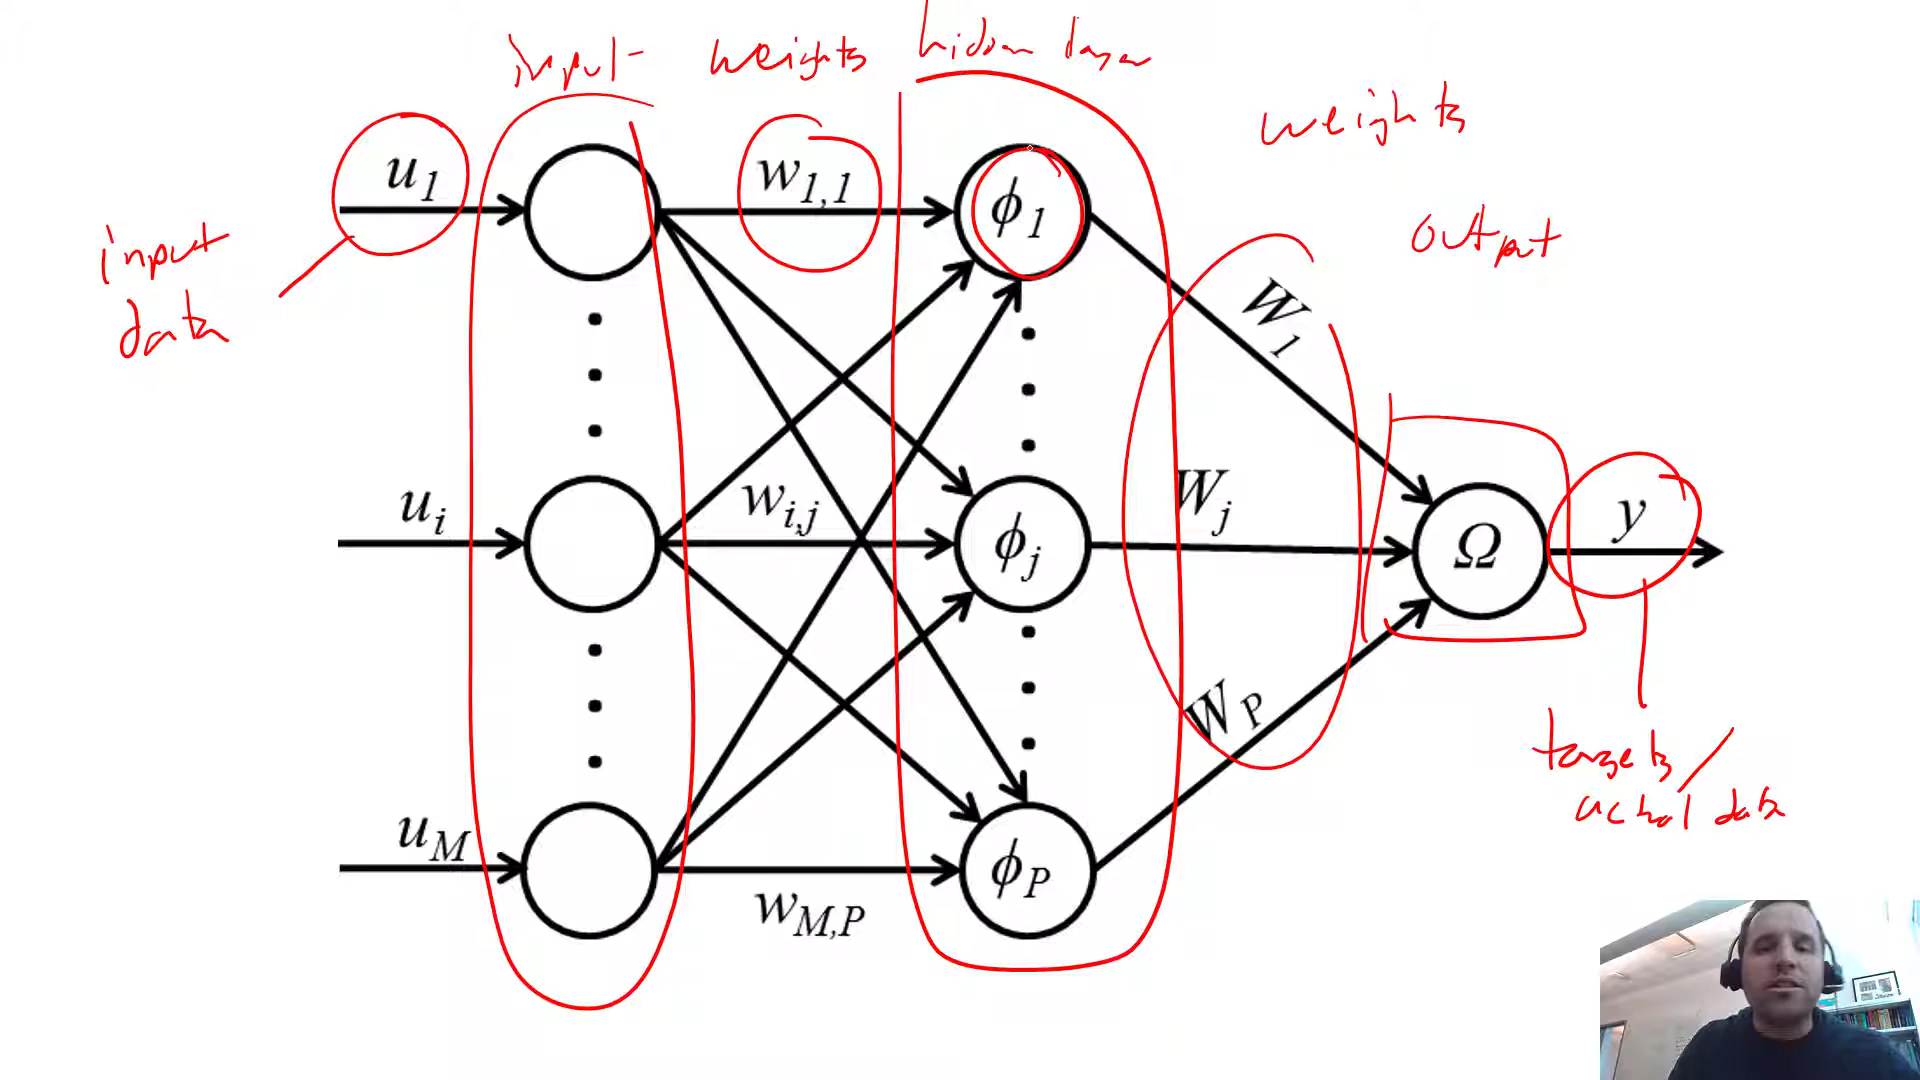 input
weights
hidden layer
weights
output
input
data
u1
w1,1
ϕ1
W1
ui
wi,j
ϕj
Wj
Ω
y
uM
wM,P
ϕP
WP
targets/
actual data